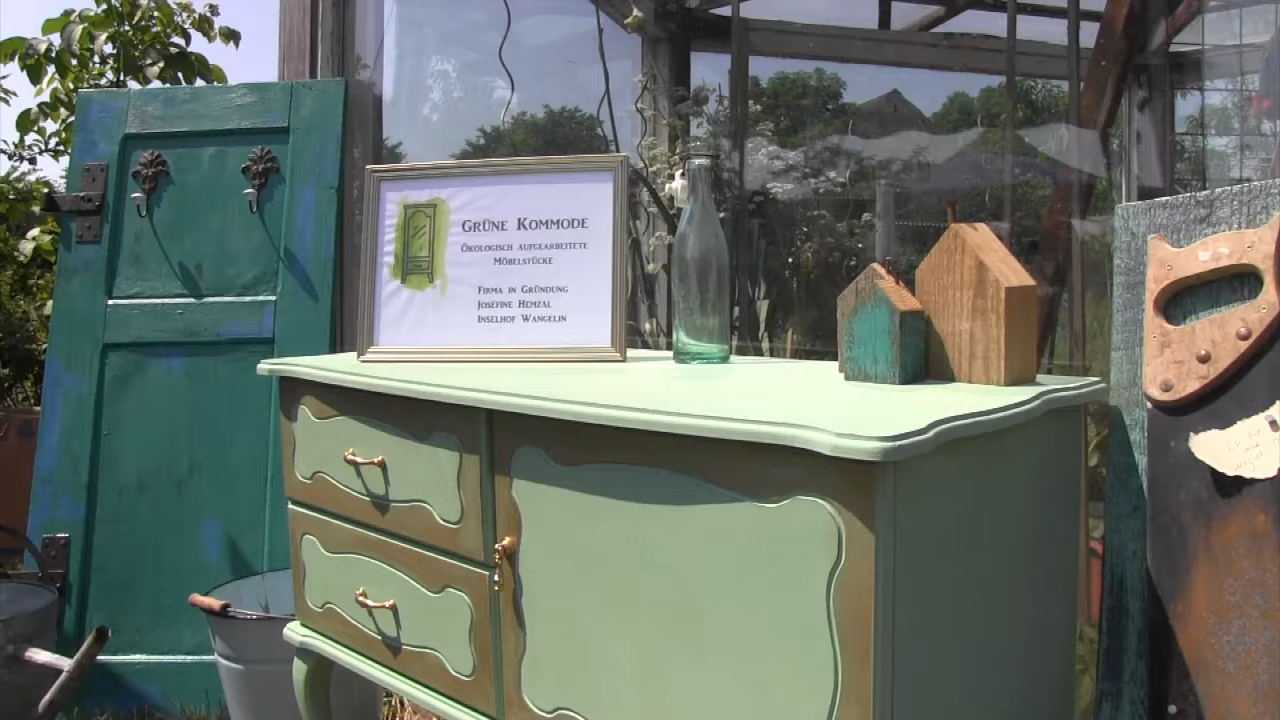 GRÜNE KOMMODE
ÖKOLOGISCH AUFGEARBEITETE
MÖBELSTÜCKE
FIRMA IN GRÜNDUNG
JOSEFINE HEMZAL
INSELHOF WANGELIN